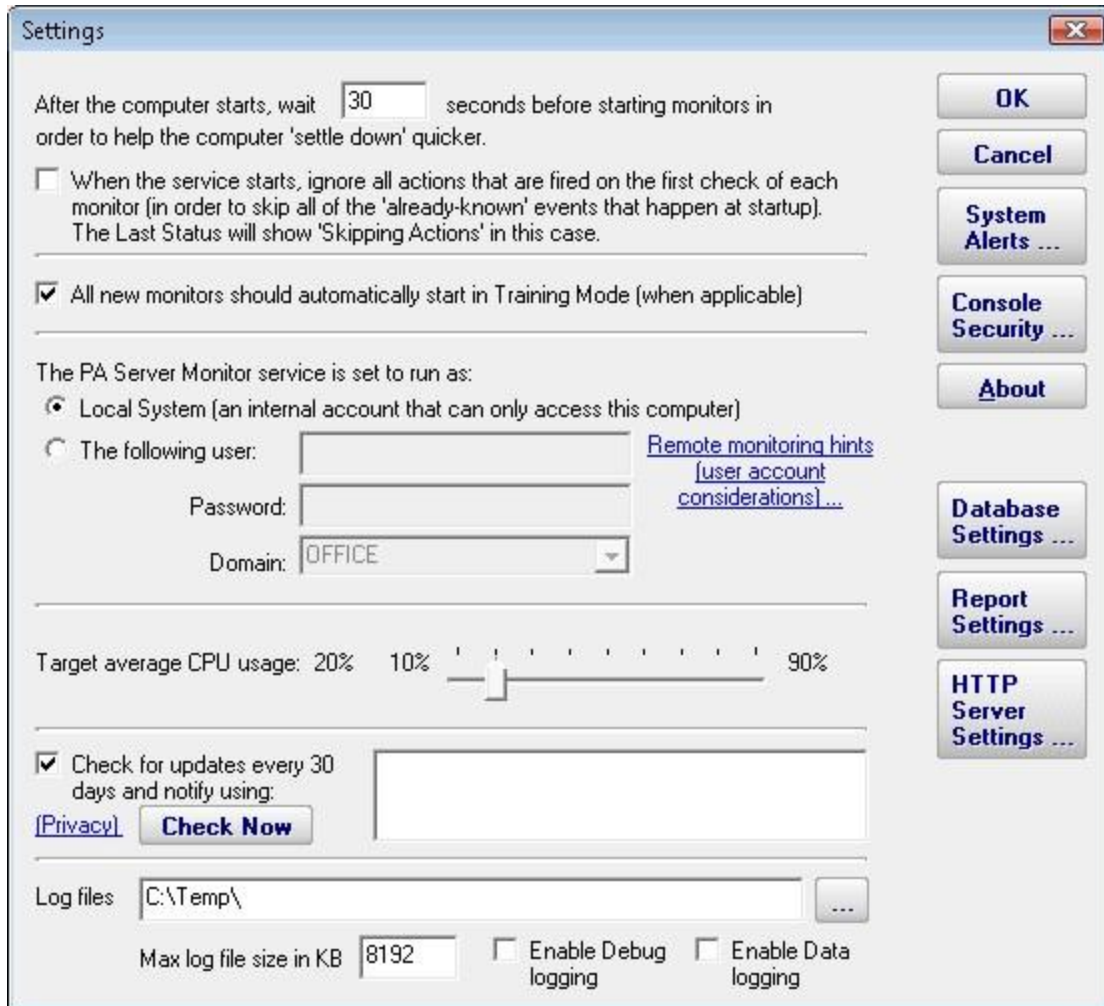 Settings
After the computer starts, wait 30 seconds before starting monitors in
order to help the computer 'settle down' quicker.
When the service starts, ignore all actions that are fired on the first check of each
monitor (in order to skip all of the 'already-known' events that happen at startup).
The Last Status will show 'Skipping Actions' in this case.
All new monitors should automatically start in Training Mode (when applicable)
The PA Server Monitor service is set to run as:
Local System (an internal account that can only access this computer)
The following user:
Remote monitoring hints
(user account
considerations) ...
Password:
Domain: OFFICE
Target average CPU usage: 20% 10% 90%
Check for updates every 30
days and notify using:
(Privacy) Check Now
Log files C:\Temp\ ...
Max log file size in KB 8192
Enable Debug
logging
Enable Data
logging
OK
Cancel
System
Alerts ...
Console
Security ...
About
Database
Settings ...
Report
Settings ...
HTTP
Server
Settings ...